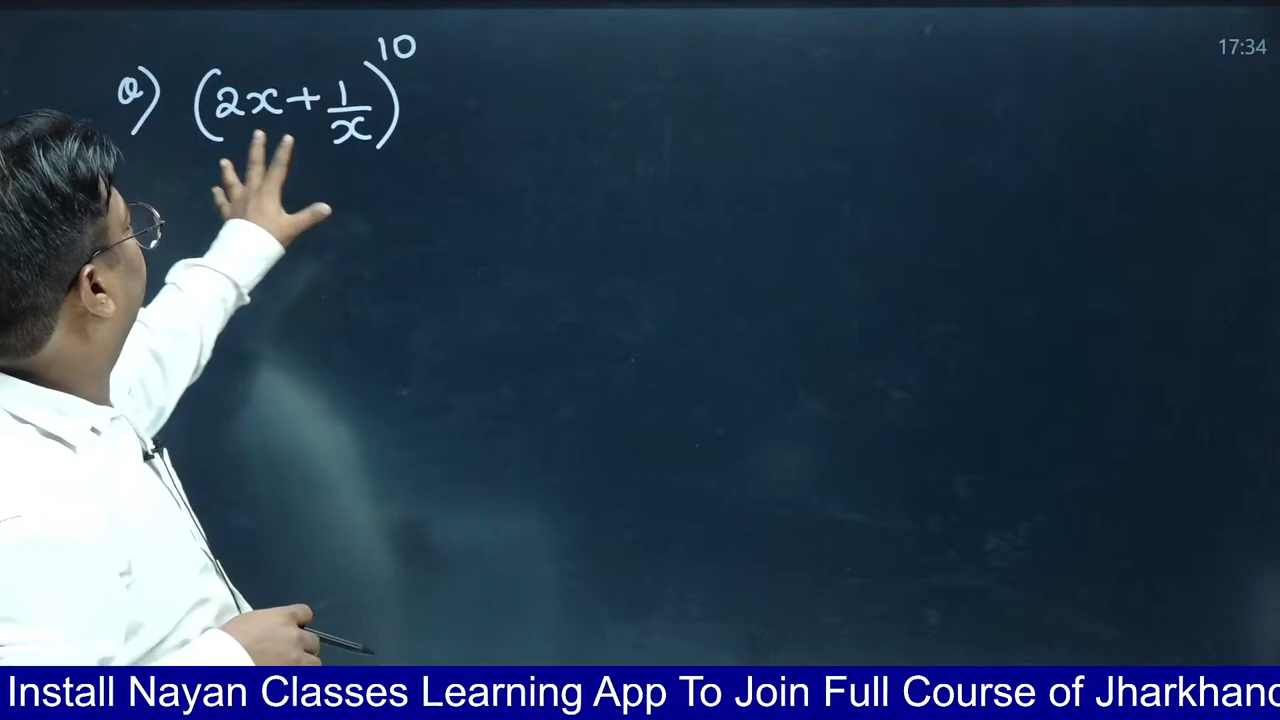 17:34
Q) (2x + 1/x)^10
Install Nayan Classes Learning App To Join Full Course of Jharkhand